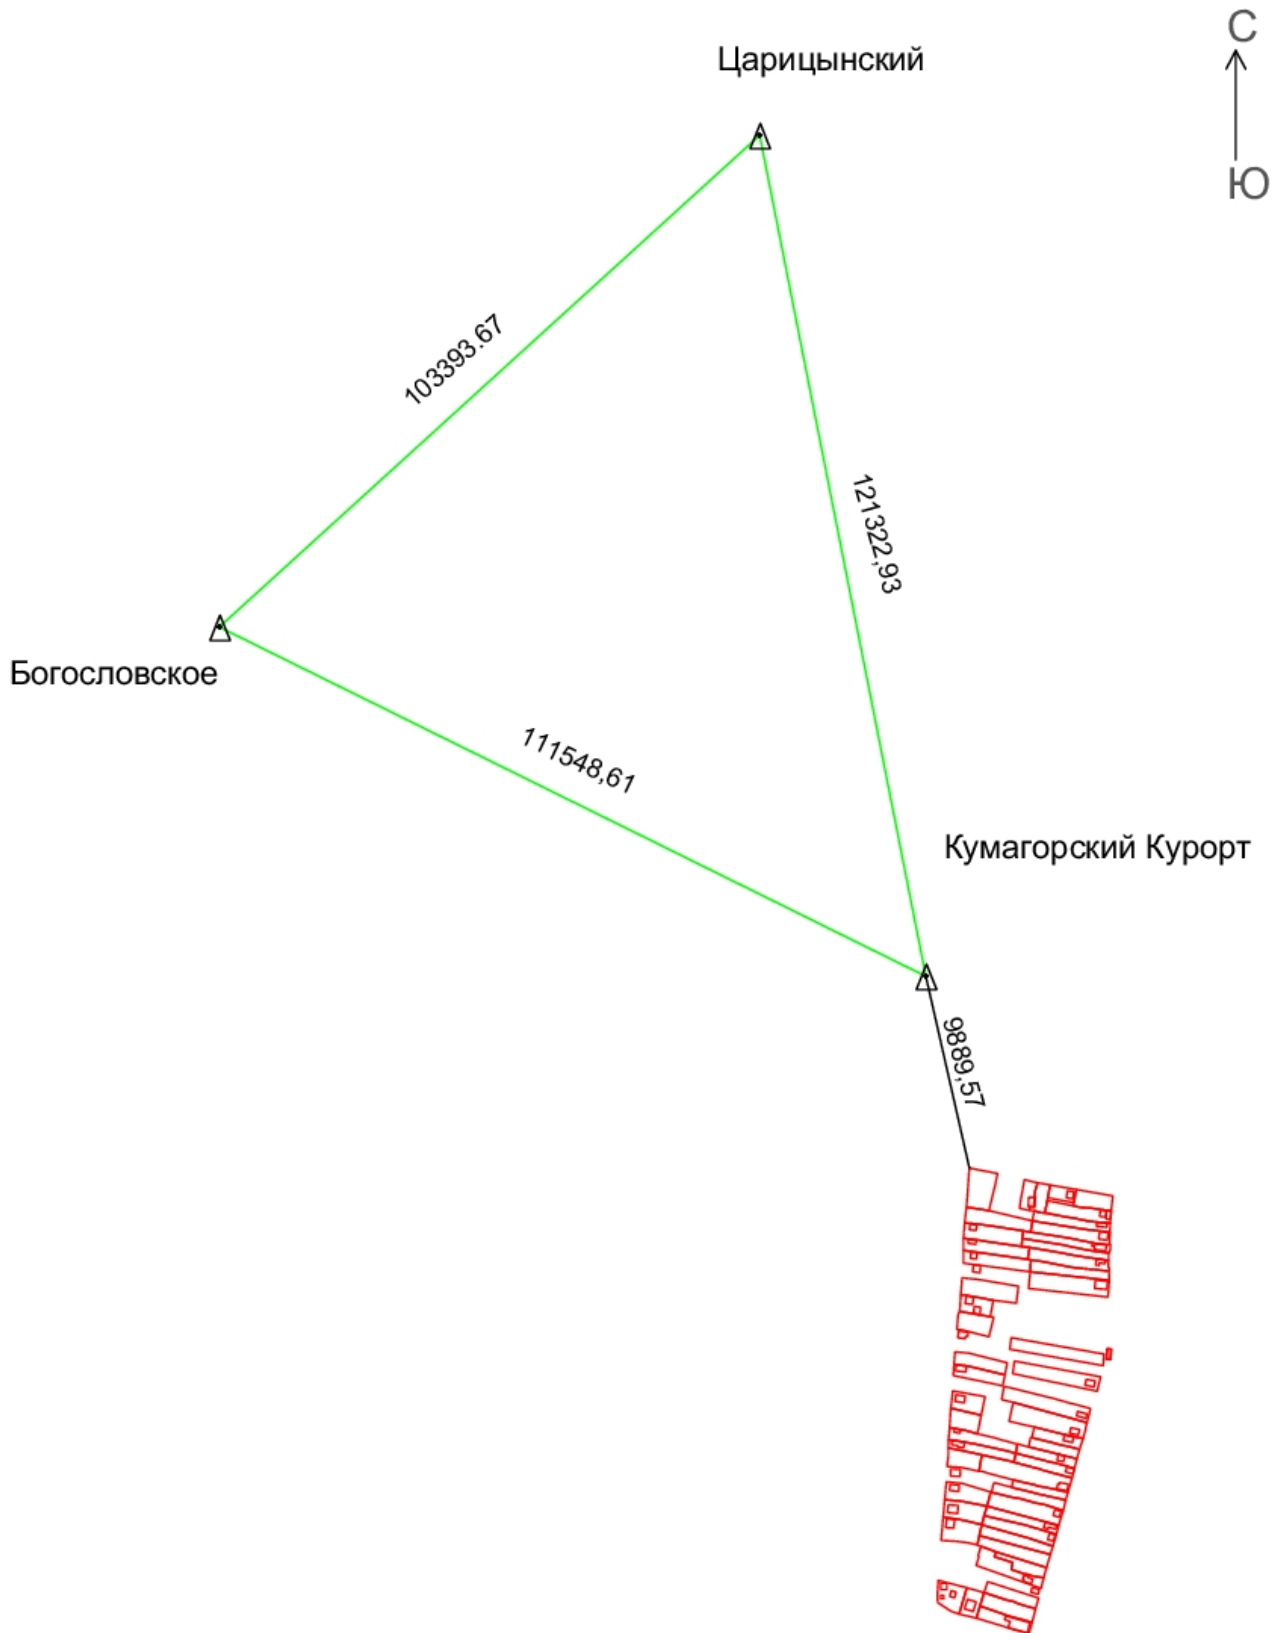 С
Царицынский
Ю
103393.67
121322,93
Богословское
111548,61
Кумагорский Курорт
9889,57